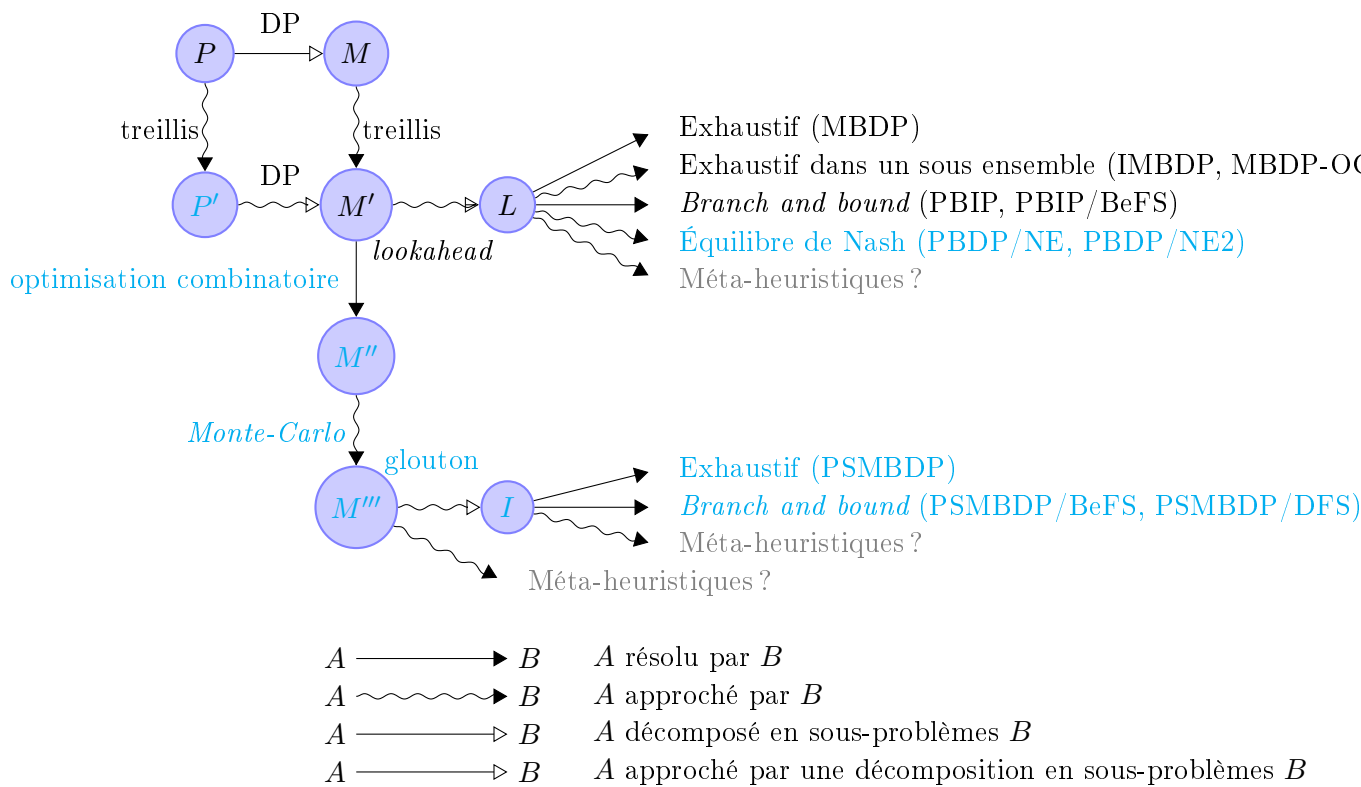 DP
P
M
treillis
treillis
DP
P′
M′
L
lookahead
Exhaustif (MBDP)
Exhaustif dans un sous ensemble (IMBDP, MBDP-OC
Branch and bound (PBIP, PBIP/BeFS)
Équilibre de Nash (PBDP/NE, PBDP/NE2)
Méta-heuristiques ?
optimisation combinatoire
M″
Monte-Carlo
glouton
M‴
I
Exhaustif (PSMBDP)
Branch and bound (PSMBDP/BeFS, PSMBDP/DFS)
Méta-heuristiques ?
Méta-heuristiques ?
A B A résolu par B
A B A approché par B
A B A décomposé en sous-problèmes B
A B A approché par une décomposition en sous-problèmes B